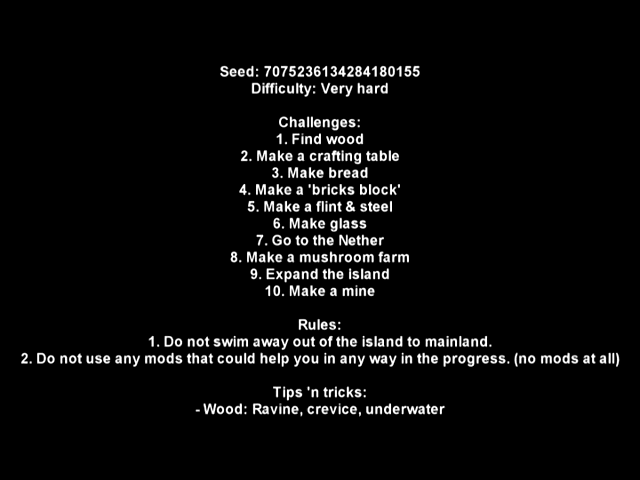 Seed: 7075236134284180155
Difficulty: Very hard
Challenges:
1. Find wood
2. Make a crafting table
3. Make bread
4. Make a 'bricks block'
5. Make a flint & steel
6. Make glass
7. Go to the Nether
8. Make a mushroom farm
9. Expand the island
10. Make a mine
Rules:
1. Do not swim away out of the island to mainland.
2. Do not use any mods that could help you in any way in the progress. (no mods at all)
Tips 'n tricks:
- Wood: Ravine, crevice, underwater